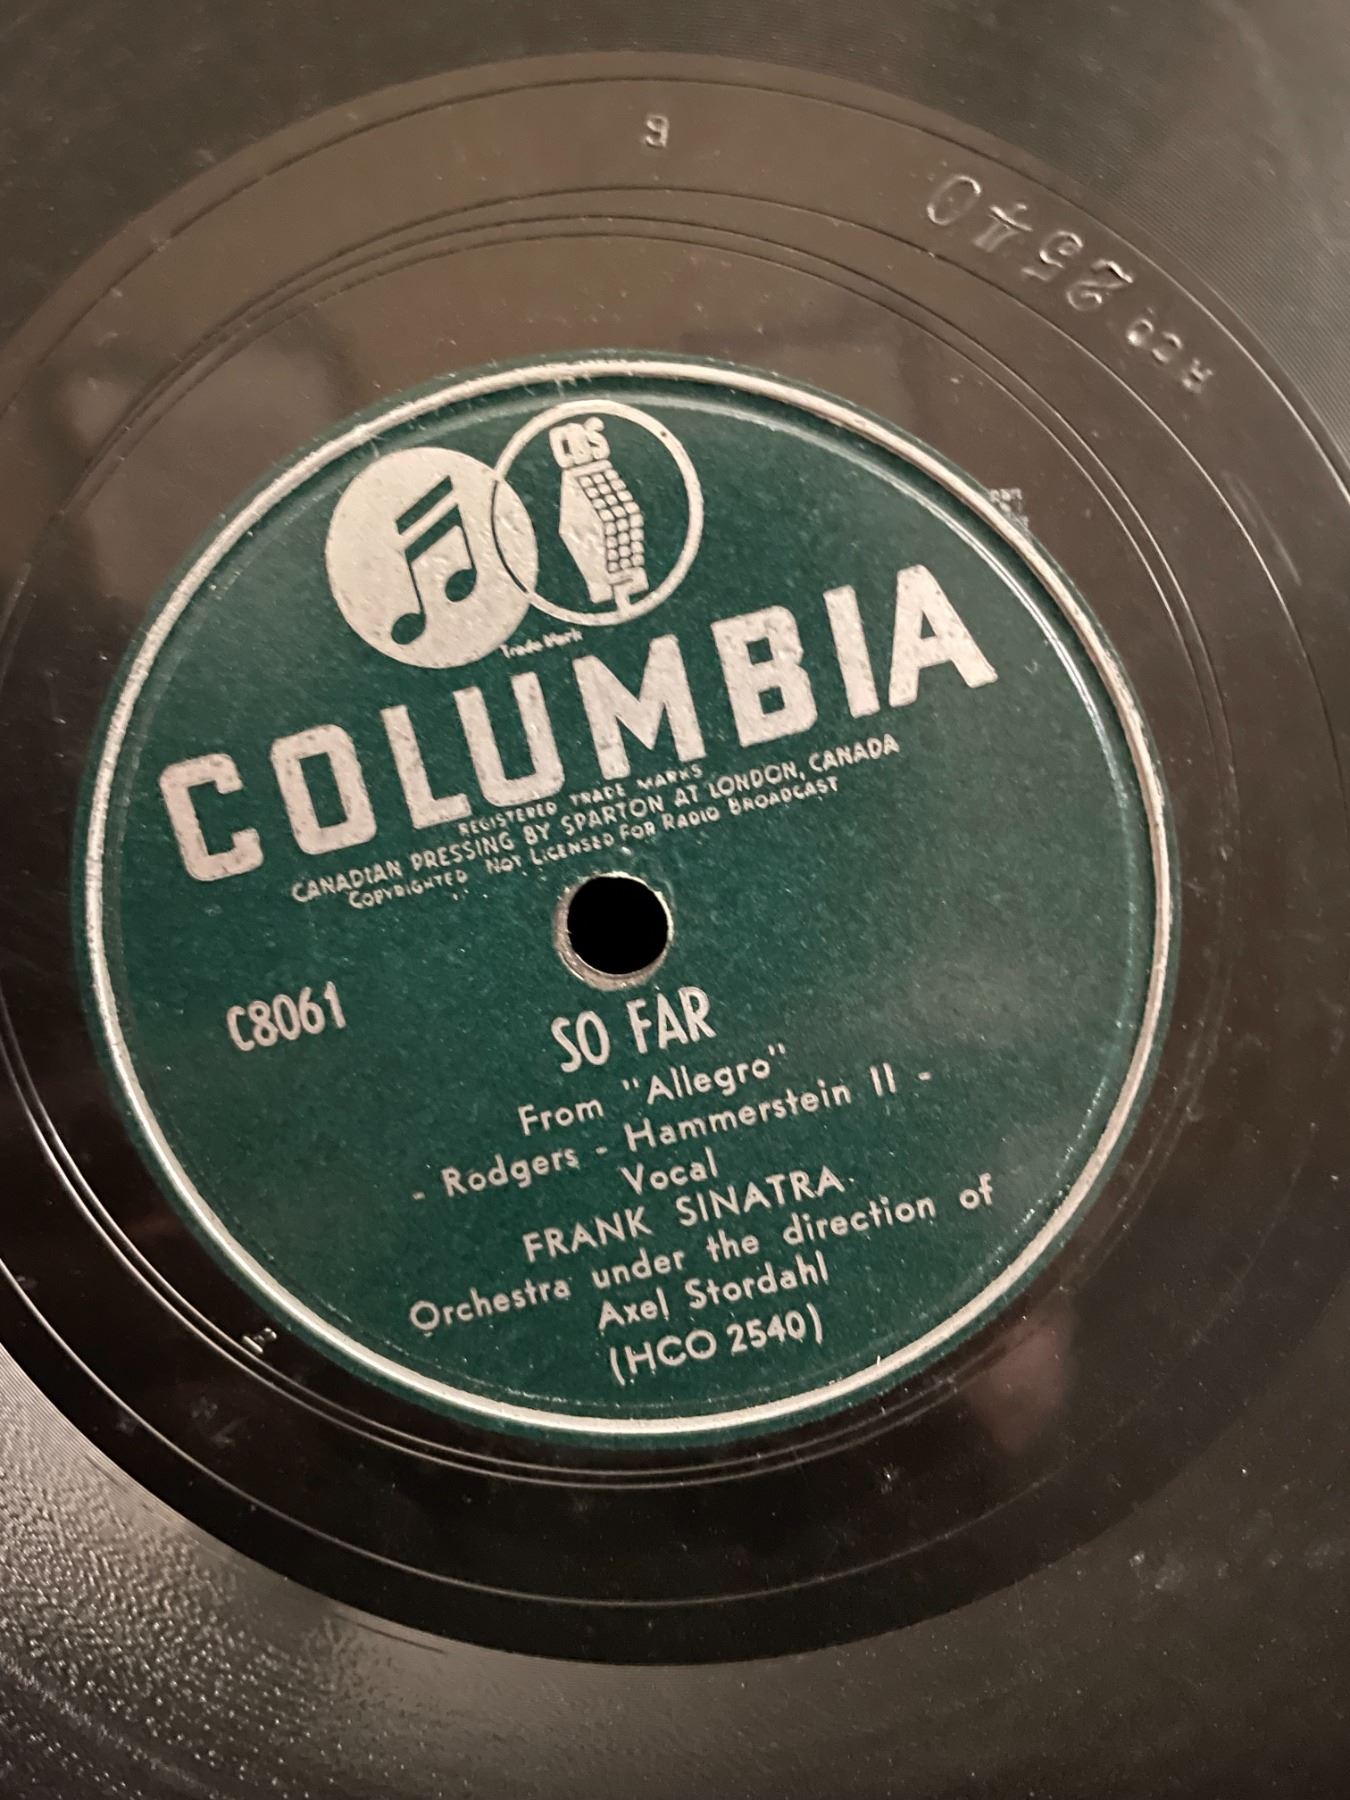 9
HCO 2540
CBS
Trade Mark
COLUMBIA
REGISTERED TRADE MARKS
CANADIAN PRESSING BY SPARTON AT LONDON, CANADA
COPYRIGHTED NOT LICENSED FOR RADIO BROADCAST
C8061
SO FAR
From "Allegro"
- Rodgers - Hammerstein II -
Vocal
FRANK SINATRA
Orchestra under the direction of
Axel Stordahl
(HCO 2540)